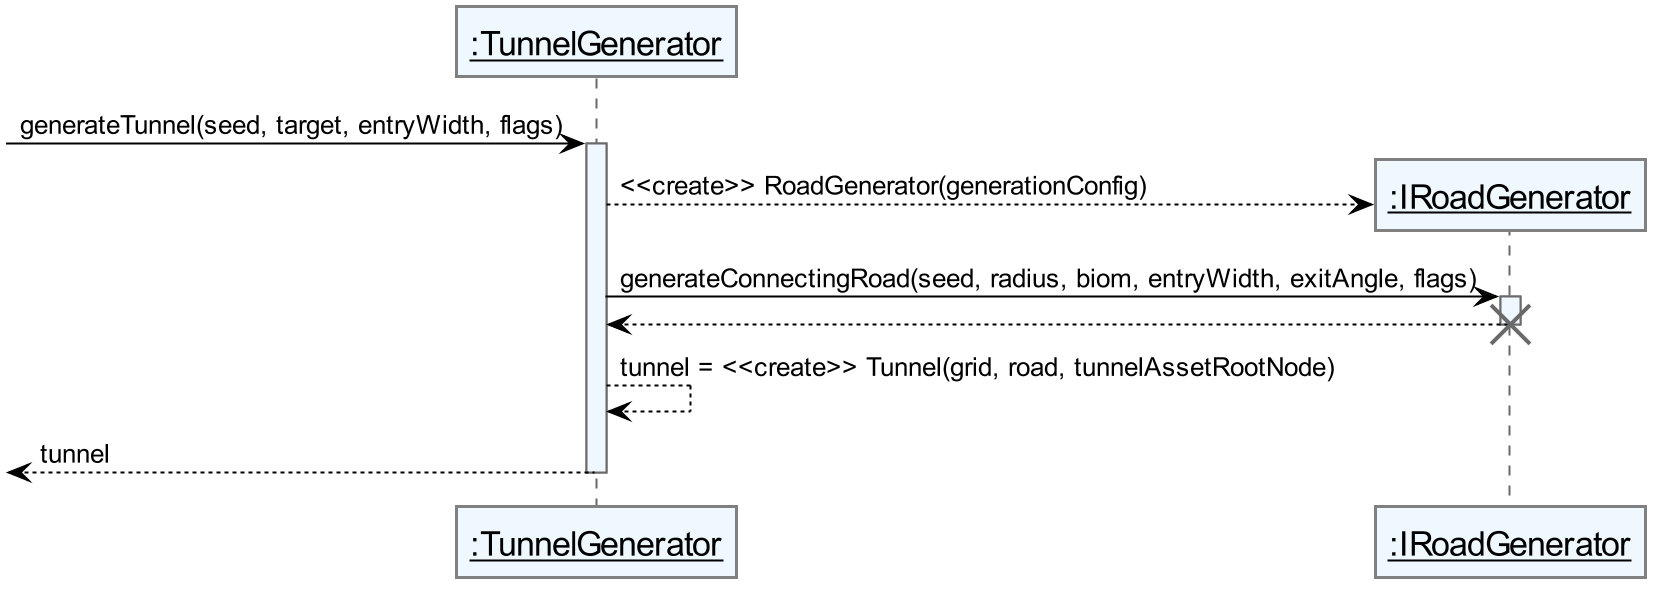 :TunnelGenerator
generateTunnel(seed, target, entryWidth, flags)
<<create>> RoadGenerator(generationConfig)
:IRoadGenerator
generateConnectingRoad(seed, radius, biom, entryWidth, exitAngle, flags)
tunnel = <<create>> Tunnel(grid, road, tunnelAssetRootNode)
tunnel
:TunnelGenerator
:IRoadGenerator